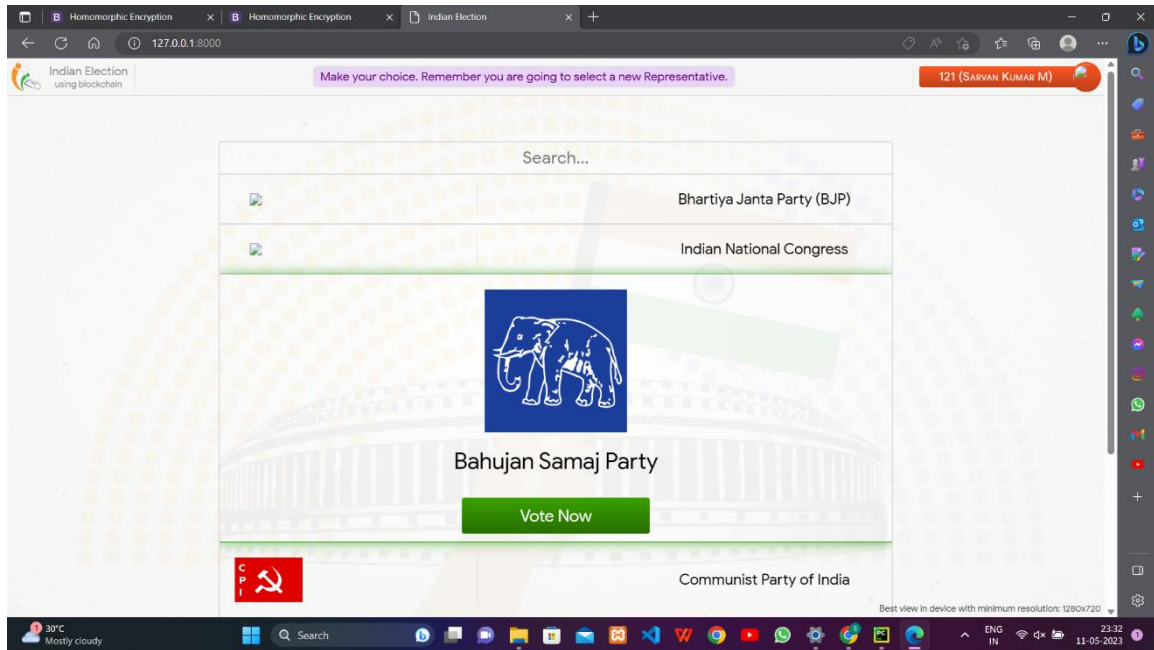 Homomorphic Encryption
Homomorphic Encryption
Indian Election
127.0.0.1:8000
Indian Election
using blockchain
Make your choice. Remember you are going to select a new Representative.
121 (SARVAN KUMAR M)
Search...
Bhartiya Janta Party (BJP)
Indian National Congress
Bahujan Samaj Party
Vote Now
CPI
Communist Party of India
Best view in device with minimum resolution: 1280x720
1
30°C
Mostly cloudy
Search
ENG
IN
23:32
11-05-2023
1